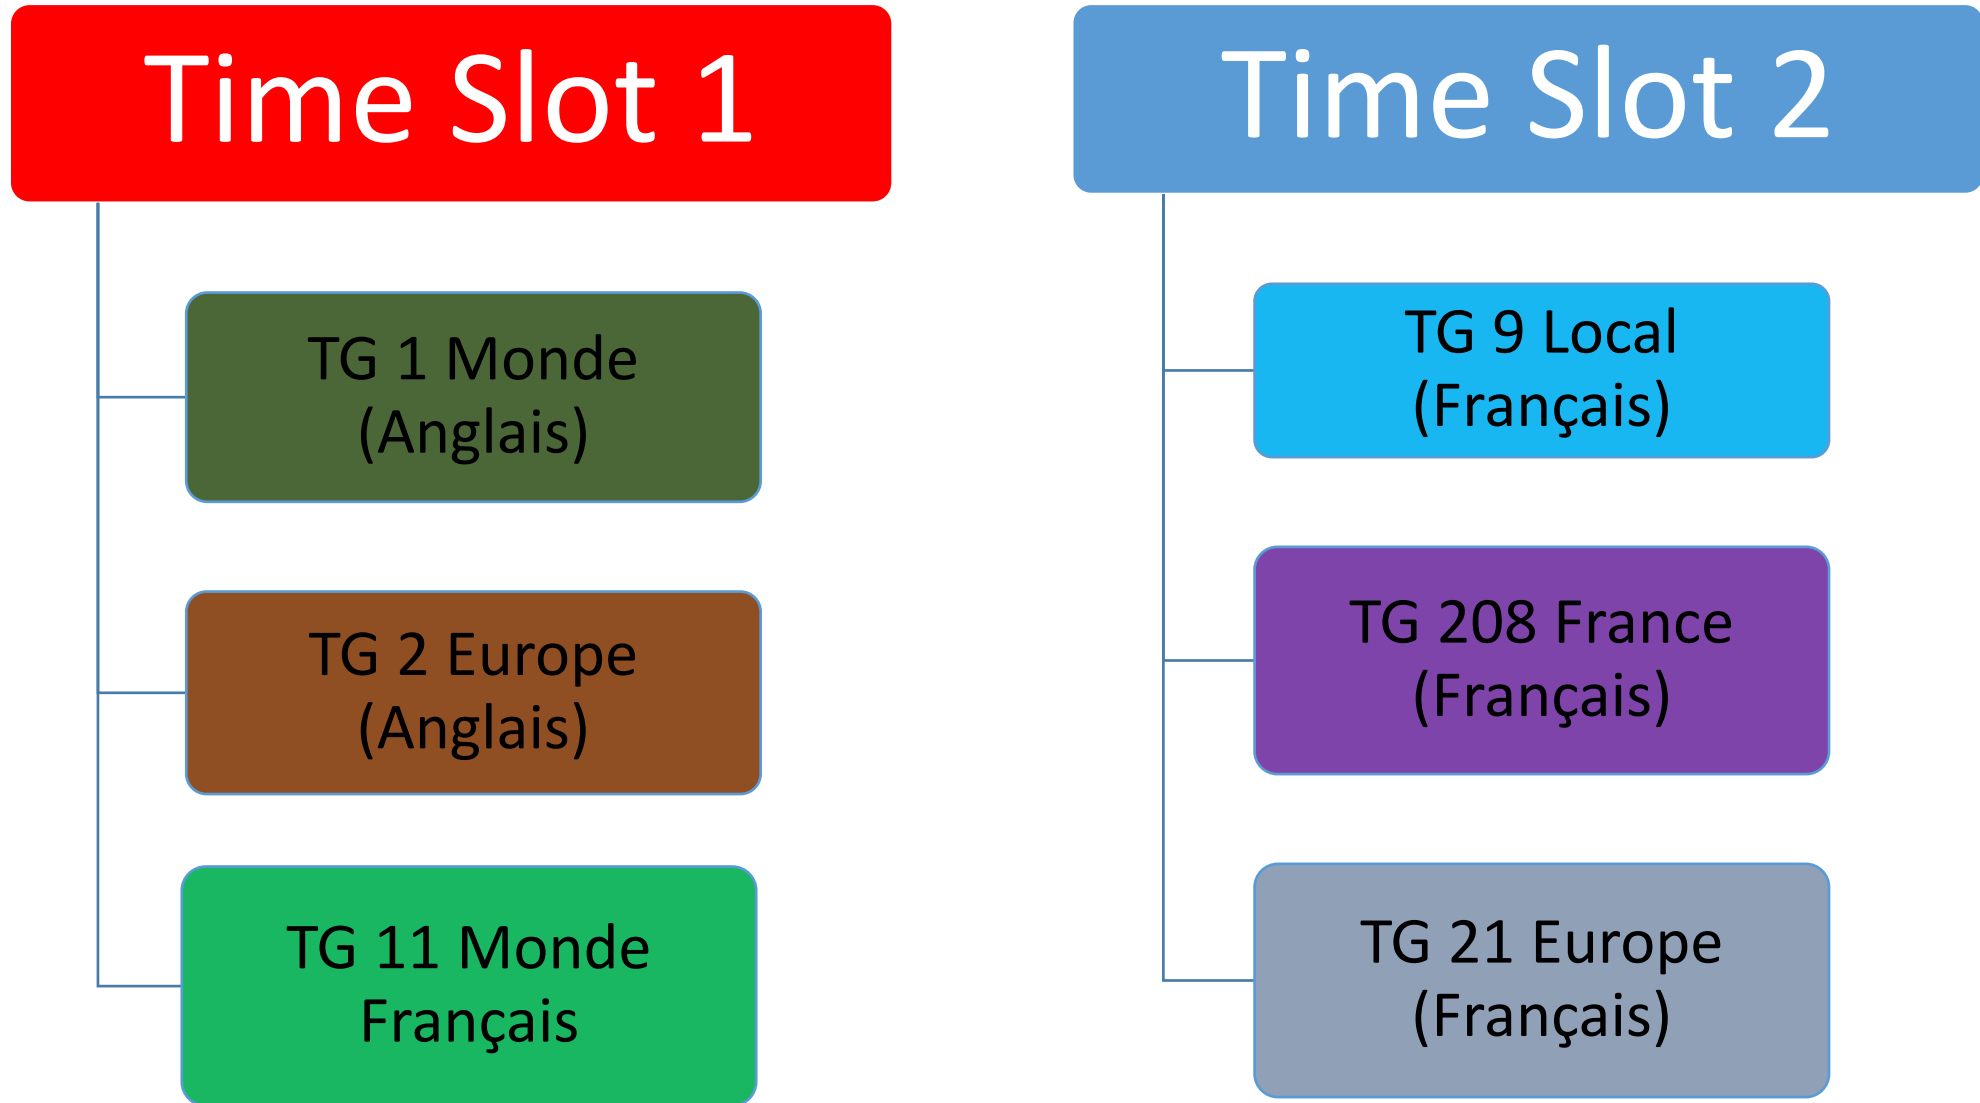 Time Slot 1
TG 1 Monde
(Anglais)
TG 2 Europe
(Anglais)
TG 11 Monde
Français
Time Slot 2
TG 9 Local
(Français)
TG 208 France
(Français)
TG 21 Europe
(Français)